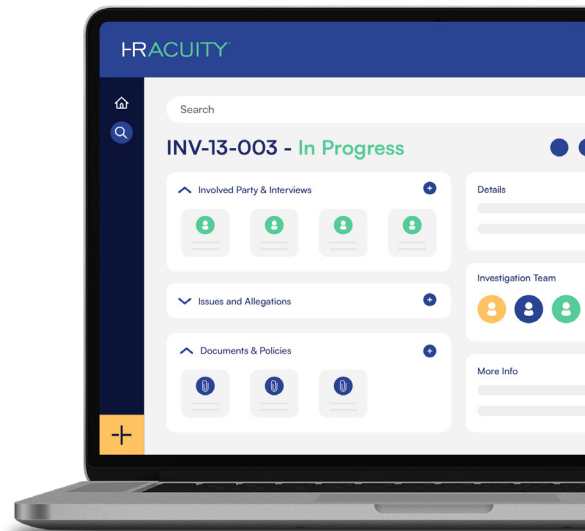 HRACUITY
Search
INV-13-003 - In Progress
Involved Party & Interviews
Details
Issues and Allegations
Investigation Team
Documents & Policies
More Info